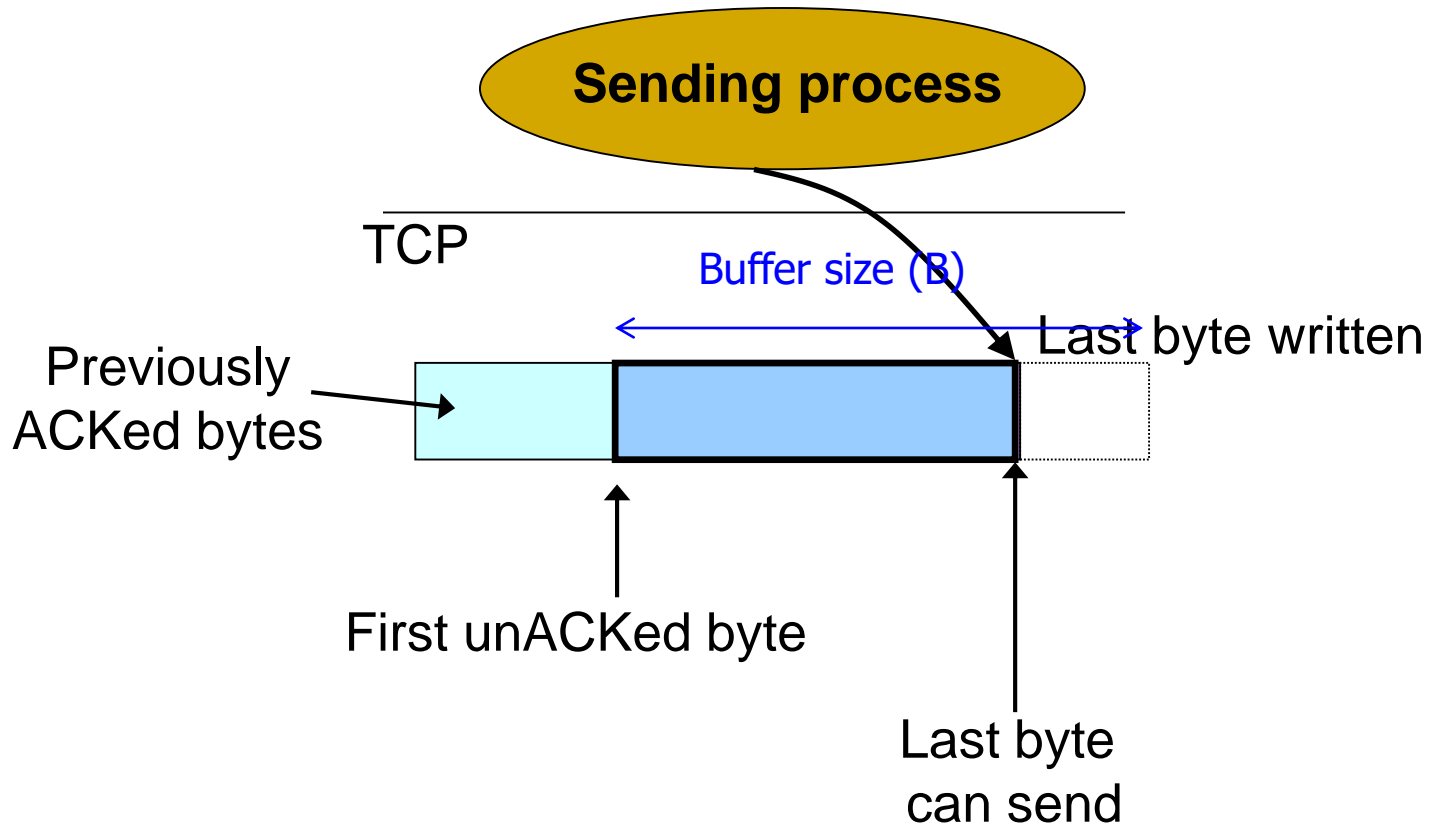 Sending process
TCP
Buffer size (B)
Last byte written
Previously
ACKed bytes
First unACKed byte
Last byte
can send